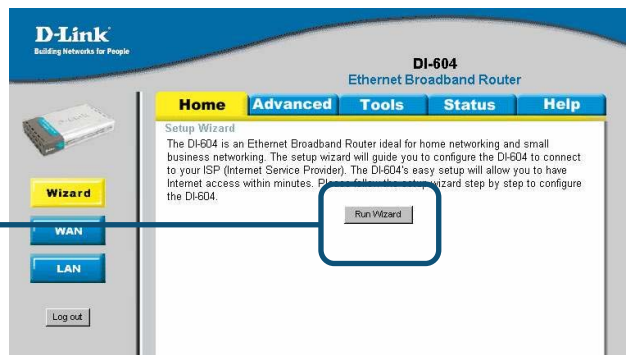 D-Link
Building Networks for People
DI-604
Ethernet Broadband Router
Home
Advanced
Tools
Status
Help
Wizard
WAN
LAN
Log out
Setup Wizard
The DI-604 is an Ethernet Broadband Router ideal for home networking and small
business networking. The setup wizard will guide you to configure the DI-604 to connect
to your ISP (Internet Service Provider). The DI-604's easy setup will allow you to have
Internet access within minutes. Please follow the setup wizard step by step to configure
the DI-604.
Run Wizard